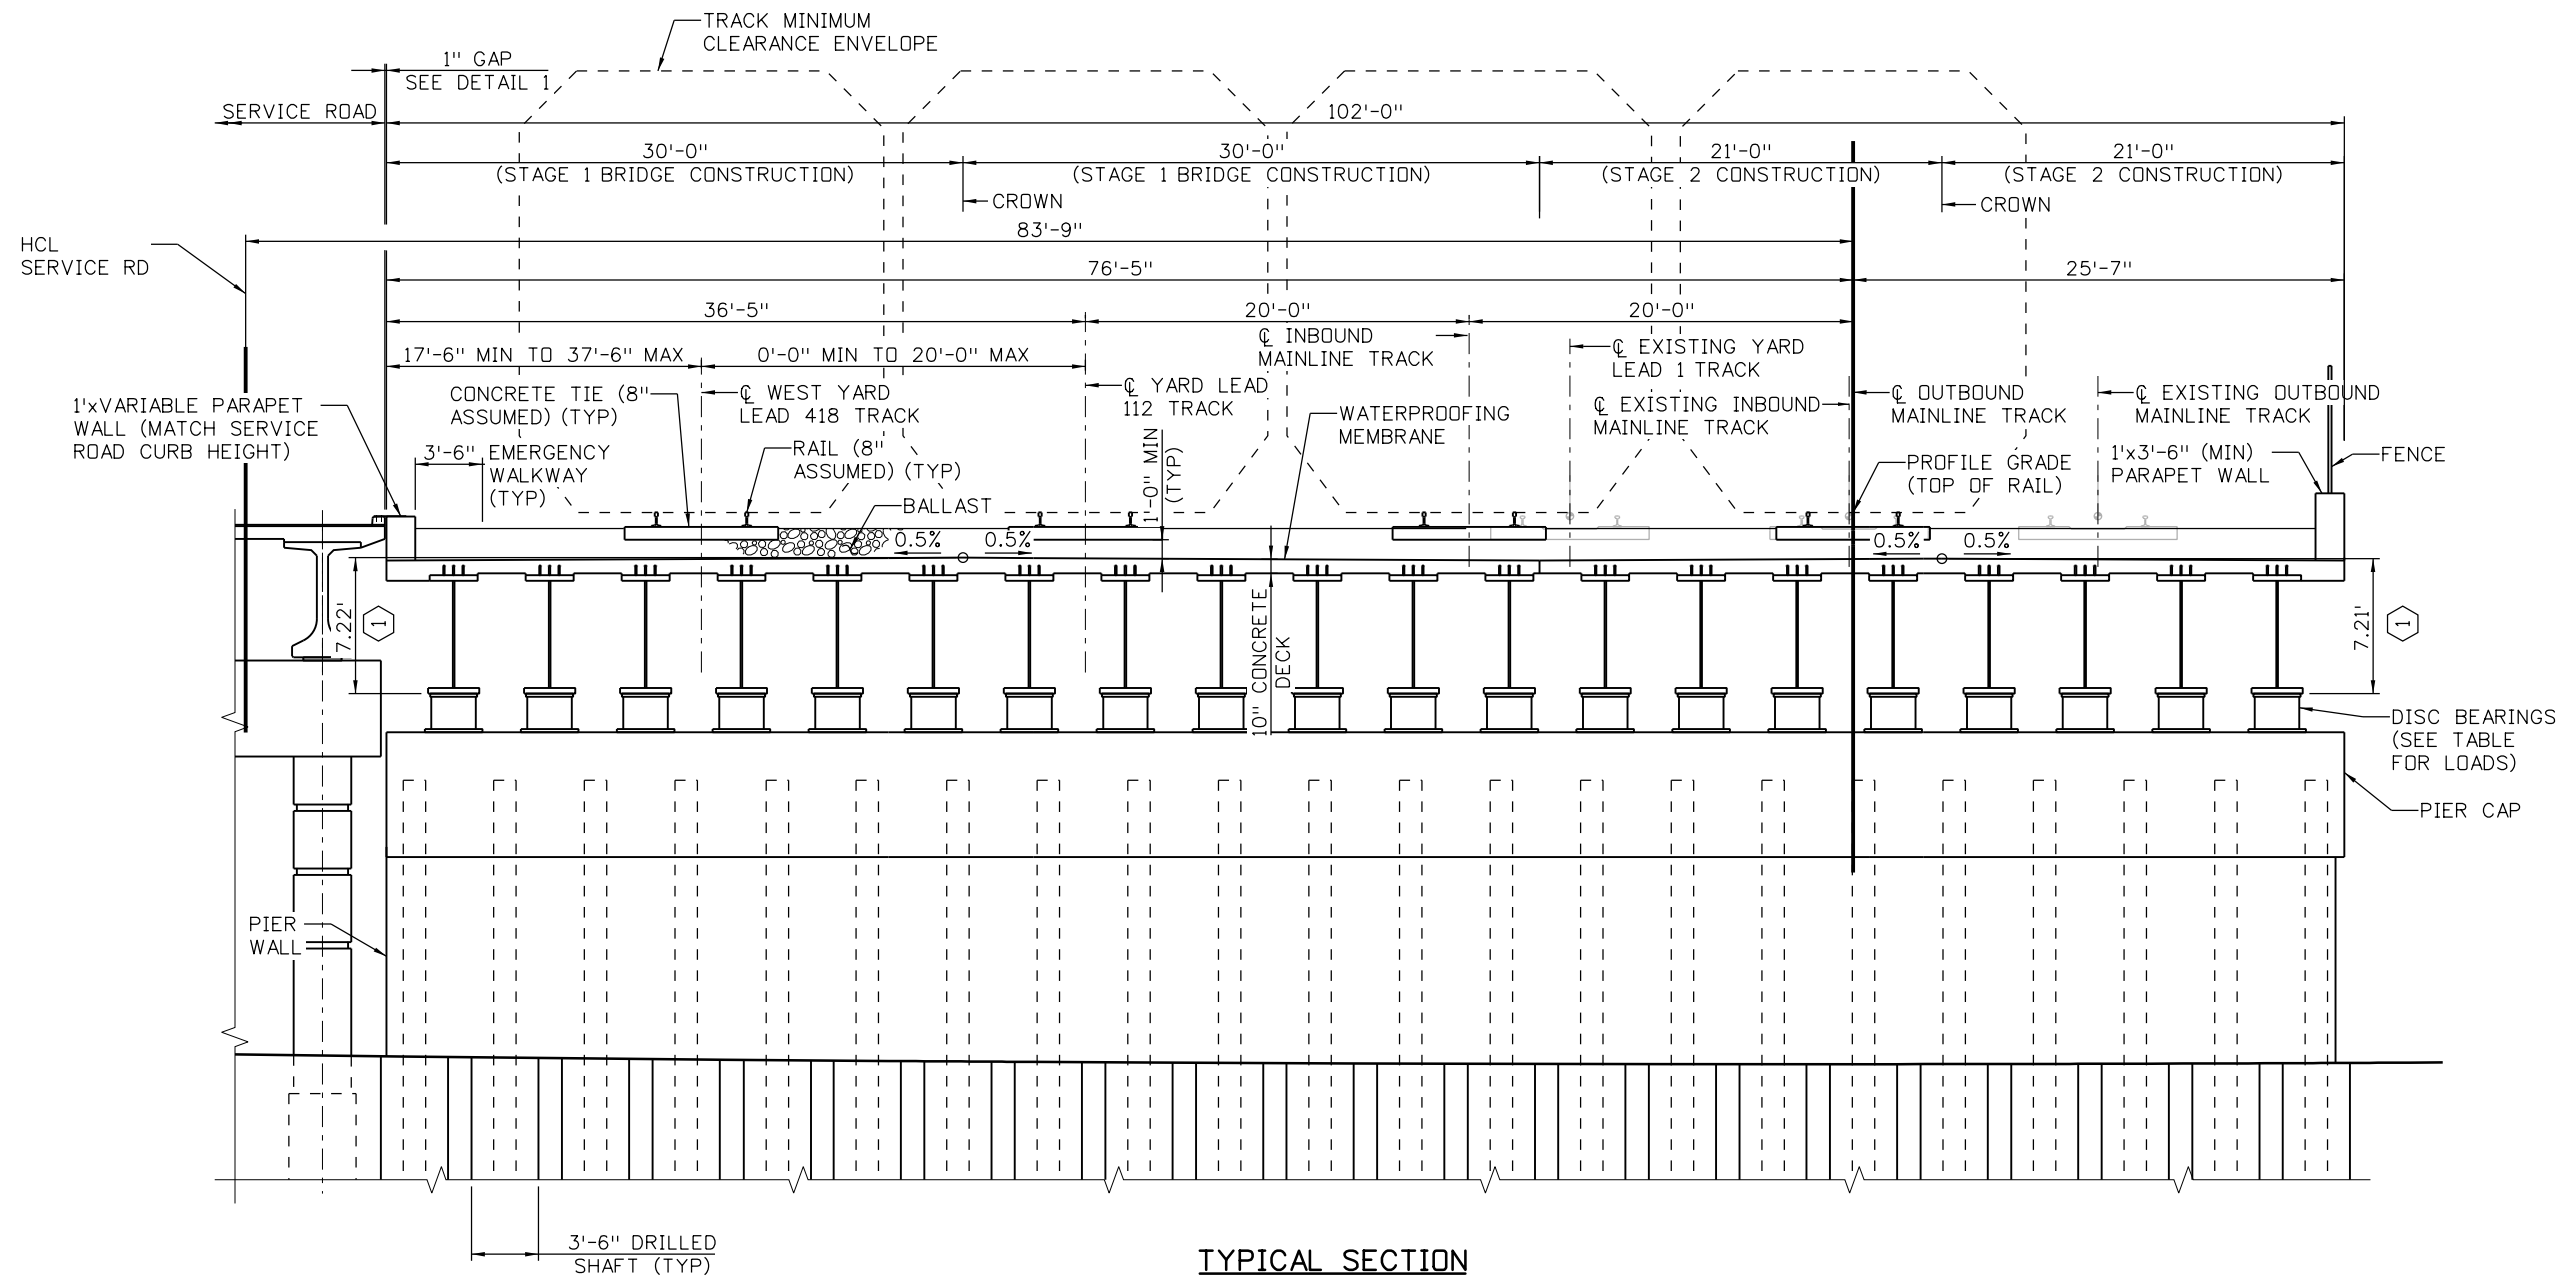 TRACK MINIMUM
CLEARANCE ENVELOPE
1" GAP
SEE DETAIL 1
SERVICE ROAD
102'-0"
30'-0"
(STAGE 1 BRIDGE CONSTRUCTION)
30'-0"
(STAGE 1 BRIDGE CONSTRUCTION)
21'-0"
(STAGE 2 CONSTRUCTION)
21'-0"
(STAGE 2 CONSTRUCTION)
CROWN
CROWN
83'-9"
HCL
SERVICE RD
76'-5"
25'-7"
36'-5"
20'-0"
20'-0"
17'-6" MIN TO 37'-6" MAX
0'-0" MIN TO 20'-0" MAX
℄ INBOUND
MAINLINE TRACK
℄ EXISTING YARD
LEAD 1 TRACK
1'xVARIABLE PARAPET
WALL (MATCH SERVICE
ROAD CURB HEIGHT)
CONCRETE TIE (8"
ASSUMED) (TYP)
℄ WEST YARD
LEAD 418 TRACK
℄ YARD LEAD
112 TRACK
WATERPROOFING
MEMBRANE
℄ EXISTING INBOUND
MAINLINE TRACK
℄ OUTBOUND
MAINLINE TRACK
℄ EXISTING OUTBOUND
MAINLINE TRACK
3'-6"
EMERGENCY
WALKWAY
(TYP)
RAIL (8"
ASSUMED) (TYP)
BALLAST
1'-0" MIN
(TYP)
PROFILE GRADE
(TOP OF RAIL)
1'x3'-6" (MIN)
PARAPET WALL
FENCE
0.5%
0.5%
0.5%
0.5%
7.22'
1
10" CONCRETE
DECK
7.21'
1
DISC BEARINGS
(SEE TABLE
FOR LOADS)
PIER CAP
PIER
WALL
3'-6" DRILLED
SHAFT (TYP)
TYPICAL SECTION